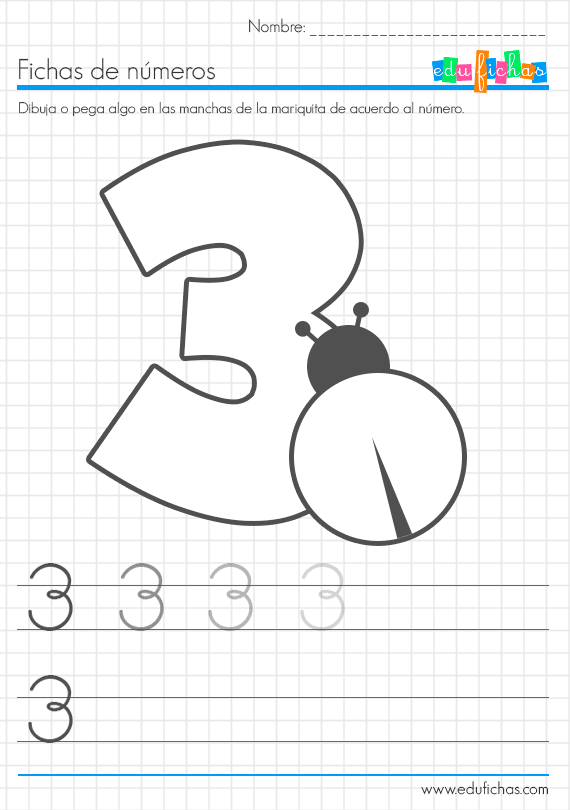 Nombre: ___________________________
Fichas de números
edufichas
Dibuja o pega algo en las manchas de la mariquita de acuerdo al número.
3
3 3 3 3
3
www.edufichas.com